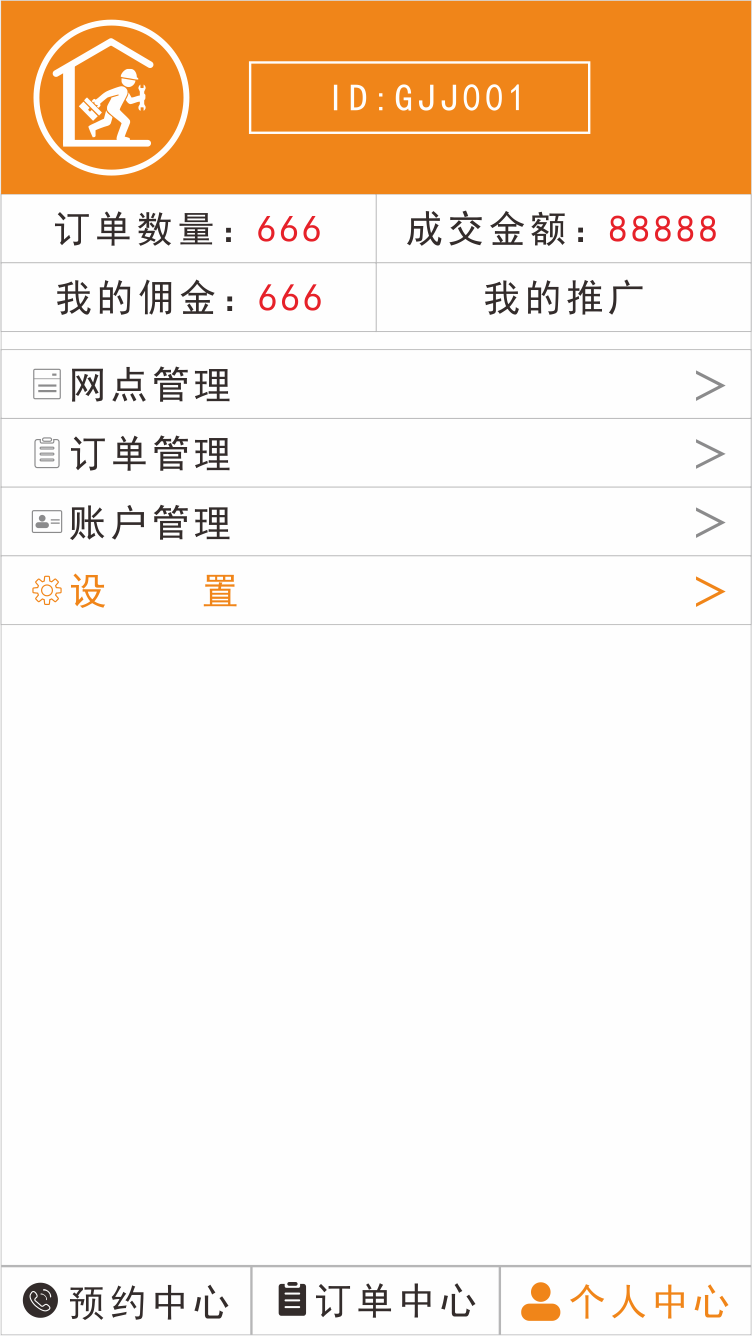 ID:GJJ001
订单数量：666 成交金额：88888
我的佣金：666 我的推广
网点管理 >
订单管理 >
账户管理 >
设 置 >
预约中心 订单中心 个人中心